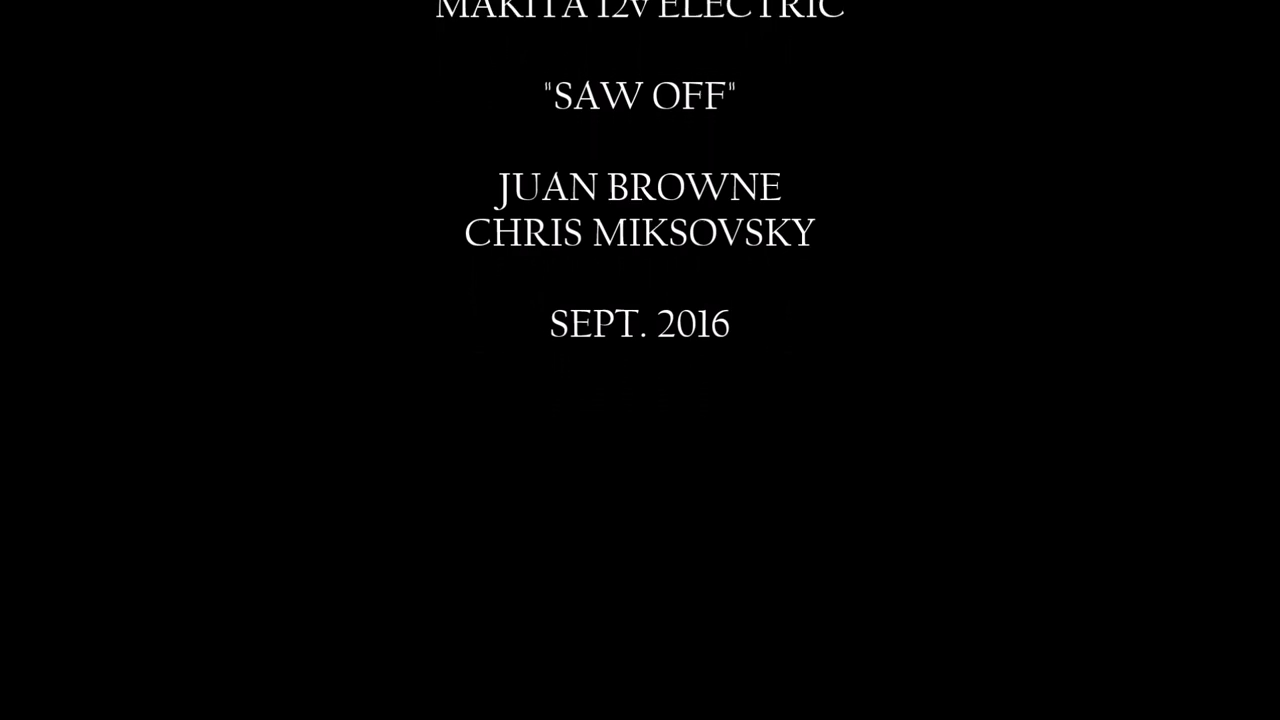 MAKITA 12V ELECTRIC
"SAW OFF"
JUAN BROWNE
CHRIS MIKSOVSKY
SEPT. 2016